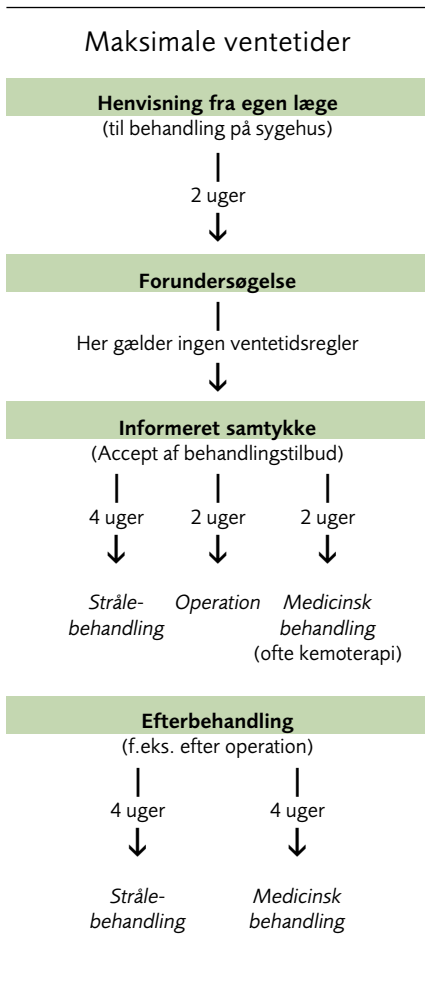 Maksimale ventetider
Henvisning fra egen læge
(til behandling på sygehus)
2 uger
Forundersøgelse
Her gælder ingen ventetidsregler
Informeret samtykke
(Accept af behandlingstilbud)
4 uger 2 uger 2 uger
Stråle- Operation Medicinsk
behandling behandling
(ofte kemoterapi)
Efterbehandling
(f.eks. efter operation)
4 uger 4 uger
Stråle- Medicinsk
behandling behandling